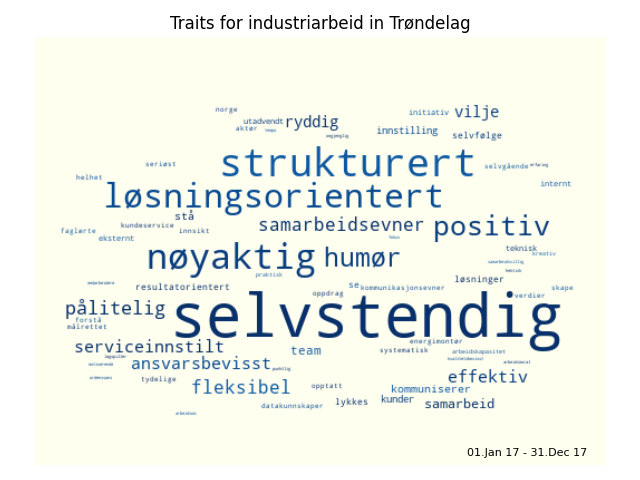 Traits for industriarbeid in Trøndelag
norge
initiativ
vilje
utadvendt
ryddig
aktør
innstilling
selvfølge
strukturert
seriøst
selvgående
erfaring
helhet
internt
løsningsorientert
stå
kundeservice
innsikt
samarbeidsevner
positiv
faglærte
eksternt
nøyaktig
humør
teknisk
kreativ
praktisk
resultatorientert
oppdrag
se
kommunikasjonsevner
løsninger
skape
verdier
pålitelig
forstå
målrettet
selvstendig
energimontør
serviceinnstilt
team
systematisk
arbeidskapasitet
ansvarsbevisst
tydelige
fleksibel
opptatt
kommuniserer
effektiv
datakunnskaper
lykkes
kunder
samarbeid
01.Jan 17 - 31.Dec 17